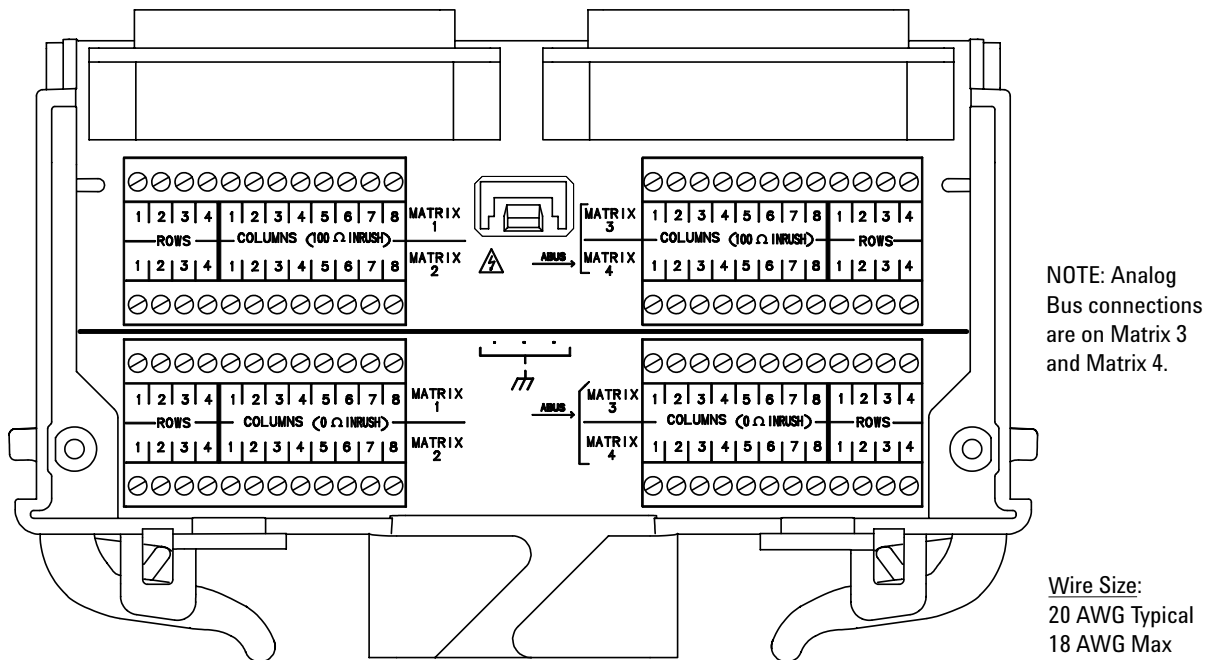 1 2 3 4 1 2 3 4 5 6 7 8 MATRIX 1
ROWS COLUMNS (100 Ω INRUSH)
1 2 3 4 1 2 3 4 5 6 7 8 MATRIX 2
MATRIX 3 1 2 3 4 5 6 7 8 1 2 3 4
COLUMNS (100 Ω INRUSH) ROWS
ABUS MATRIX 4 1 2 3 4 5 6 7 8 1 2 3 4
1 2 3 4 1 2 3 4 5 6 7 8 MATRIX 1
ROWS COLUMNS (0 Ω INRUSH)
1 2 3 4 1 2 3 4 5 6 7 8 MATRIX 2
ABUS MATRIX 3 1 2 3 4 5 6 7 8 1 2 3 4
COLUMNS (0 Ω INRUSH) ROWS
MATRIX 4 1 2 3 4 5 6 7 8 1 2 3 4
NOTE: Analog
Bus connections
are on Matrix 3
and Matrix 4.
Wire Size:
20 AWG Typical
18 AWG Max